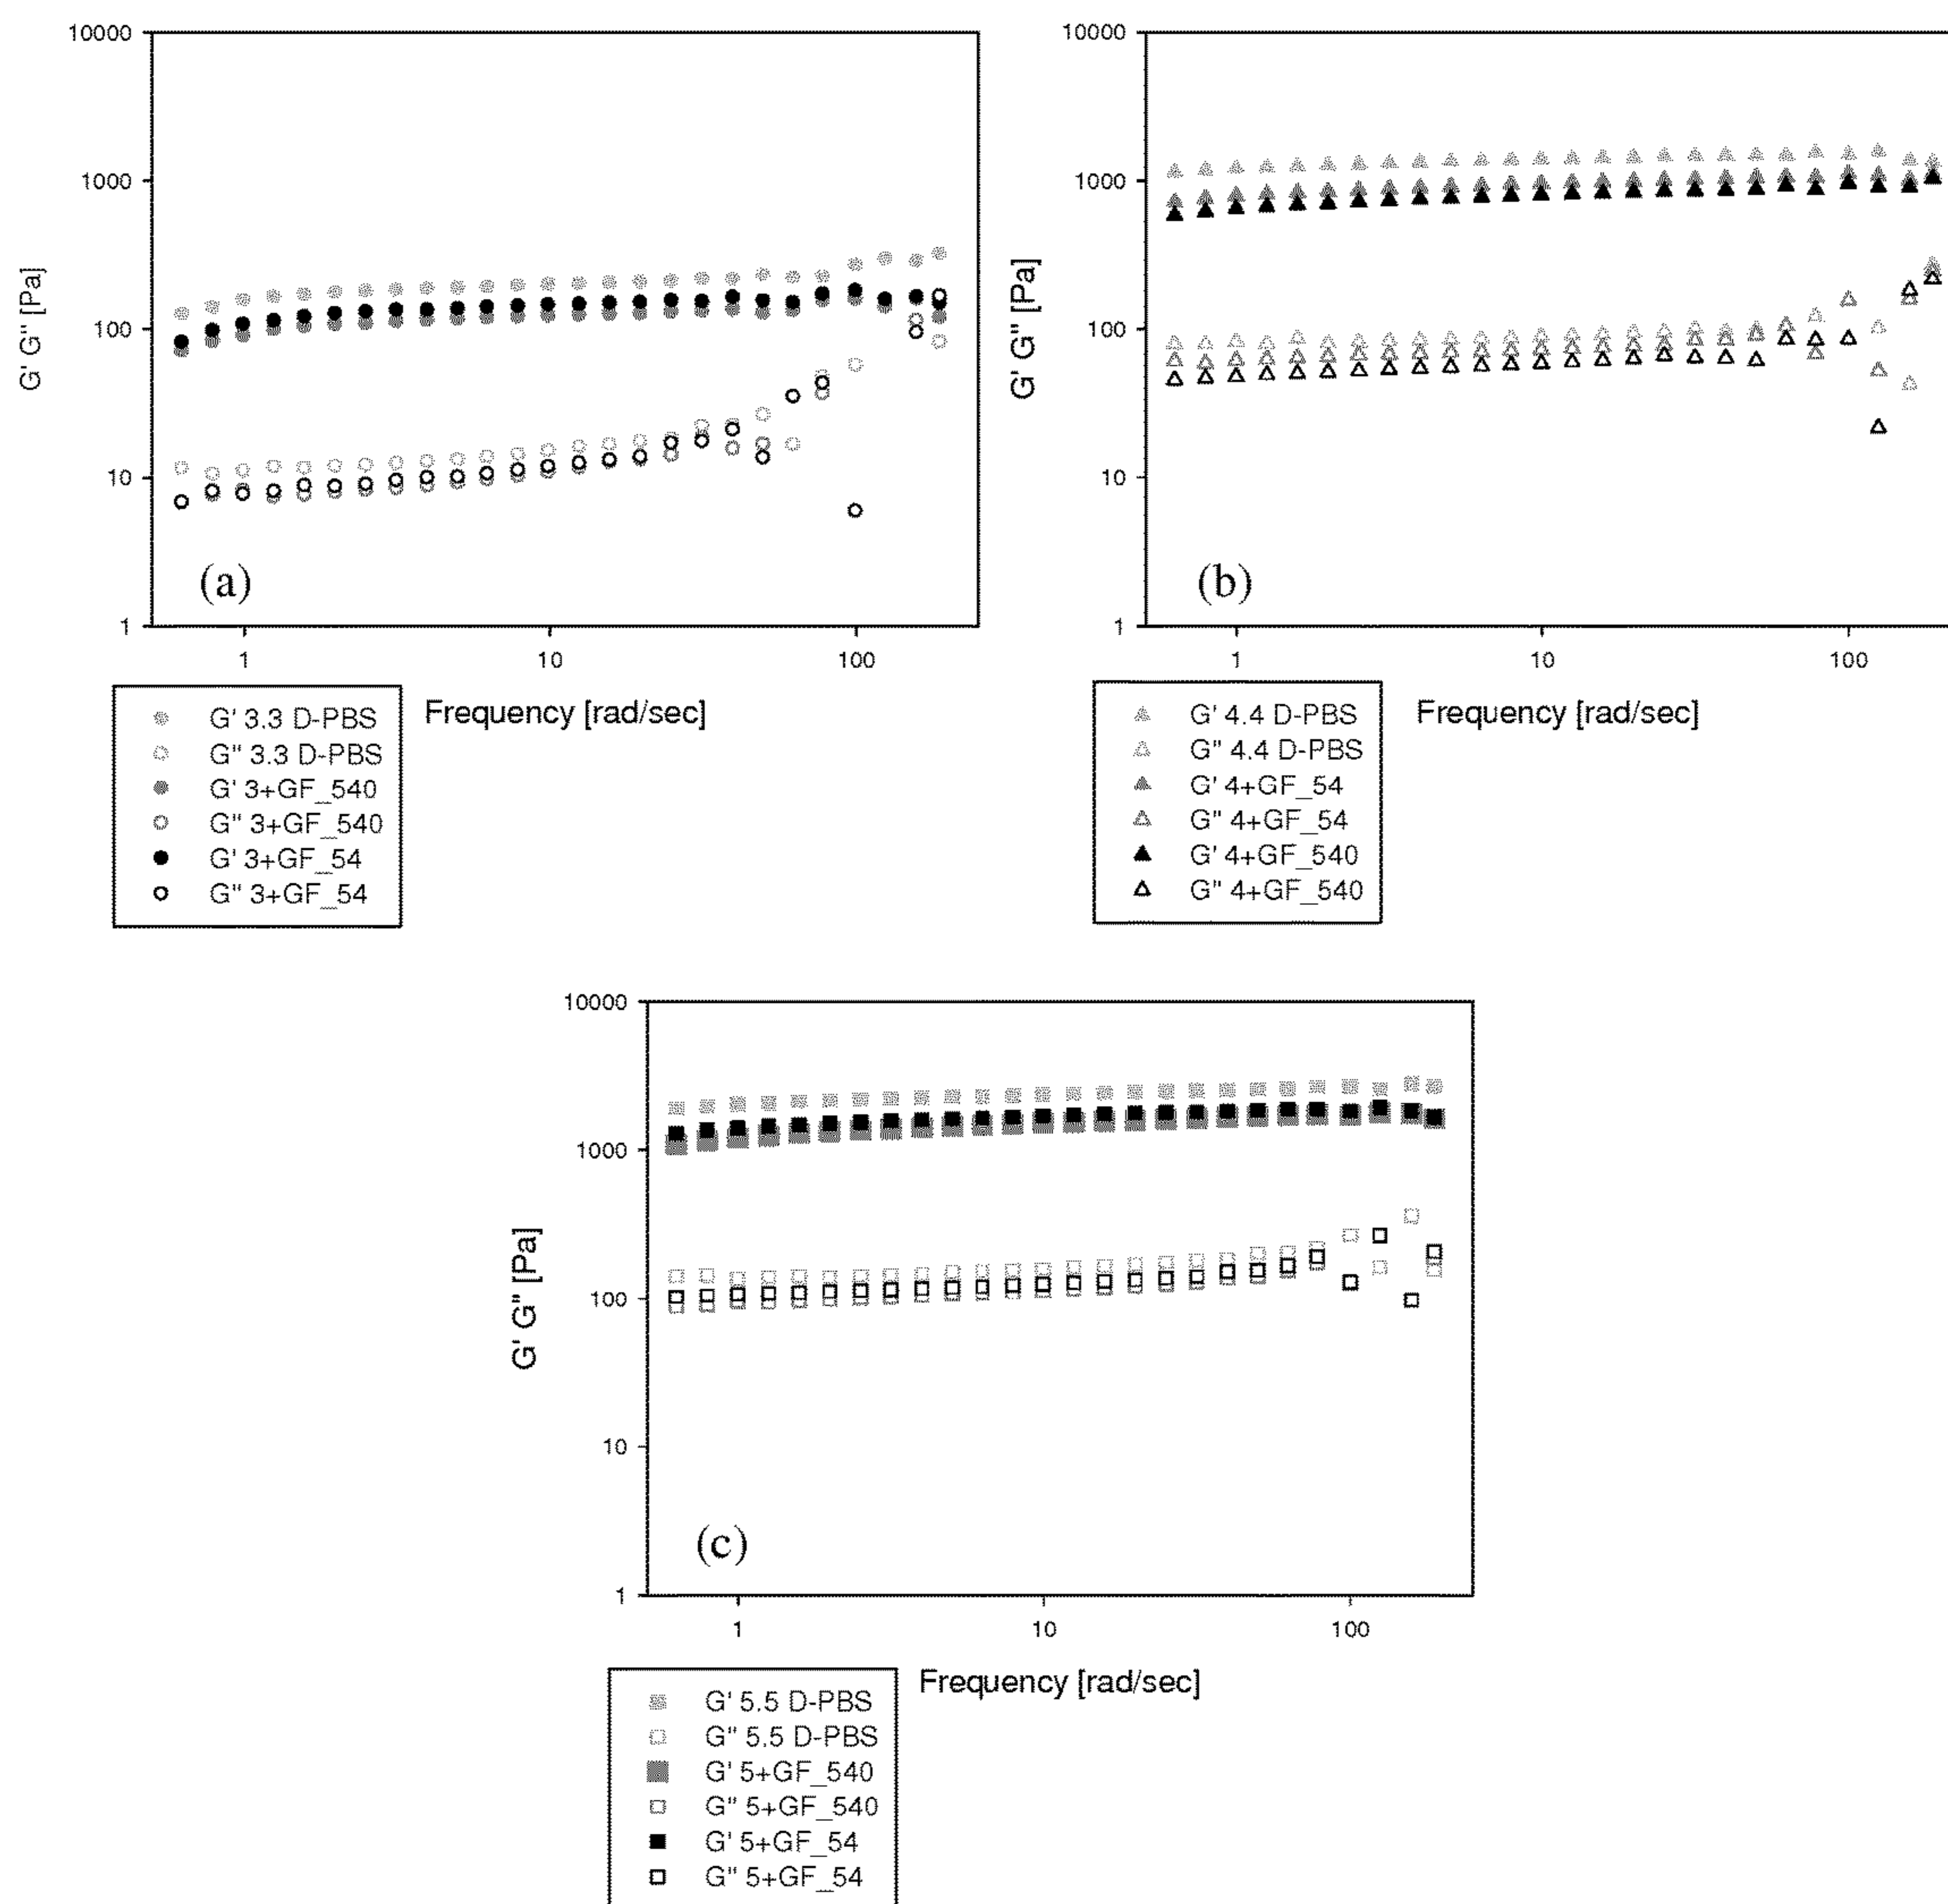 10000
1000
100
10
1
G' G" [Pa]
(a)
1
10
100
Frequency [rad/sec]
G' 3.3 D-PBS
G" 3.3 D-PBS
G' 3+GF_540
G" 3+GF_540
G' 3+GF_54
G" 3+GF_54
10000
1000
100
10
1
G' G" [Pa]
(b)
1
10
100
Frequency [rad/sec]
G' 4.4 D-PBS
G" 4.4 D-PBS
G' 4+GF_54
G" 4+GF_54
G' 4+GF_540
G" 4+GF_540
10000
1000
100
10
1
G' G" [Pa]
(c)
1
10
100
Frequency [rad/sec]
G' 5.5 D-PBS
G" 5.5 D-PBS
G' 5+GF_540
G" 5+GF_540
G' 5+GF_54
G" 5+GF_54